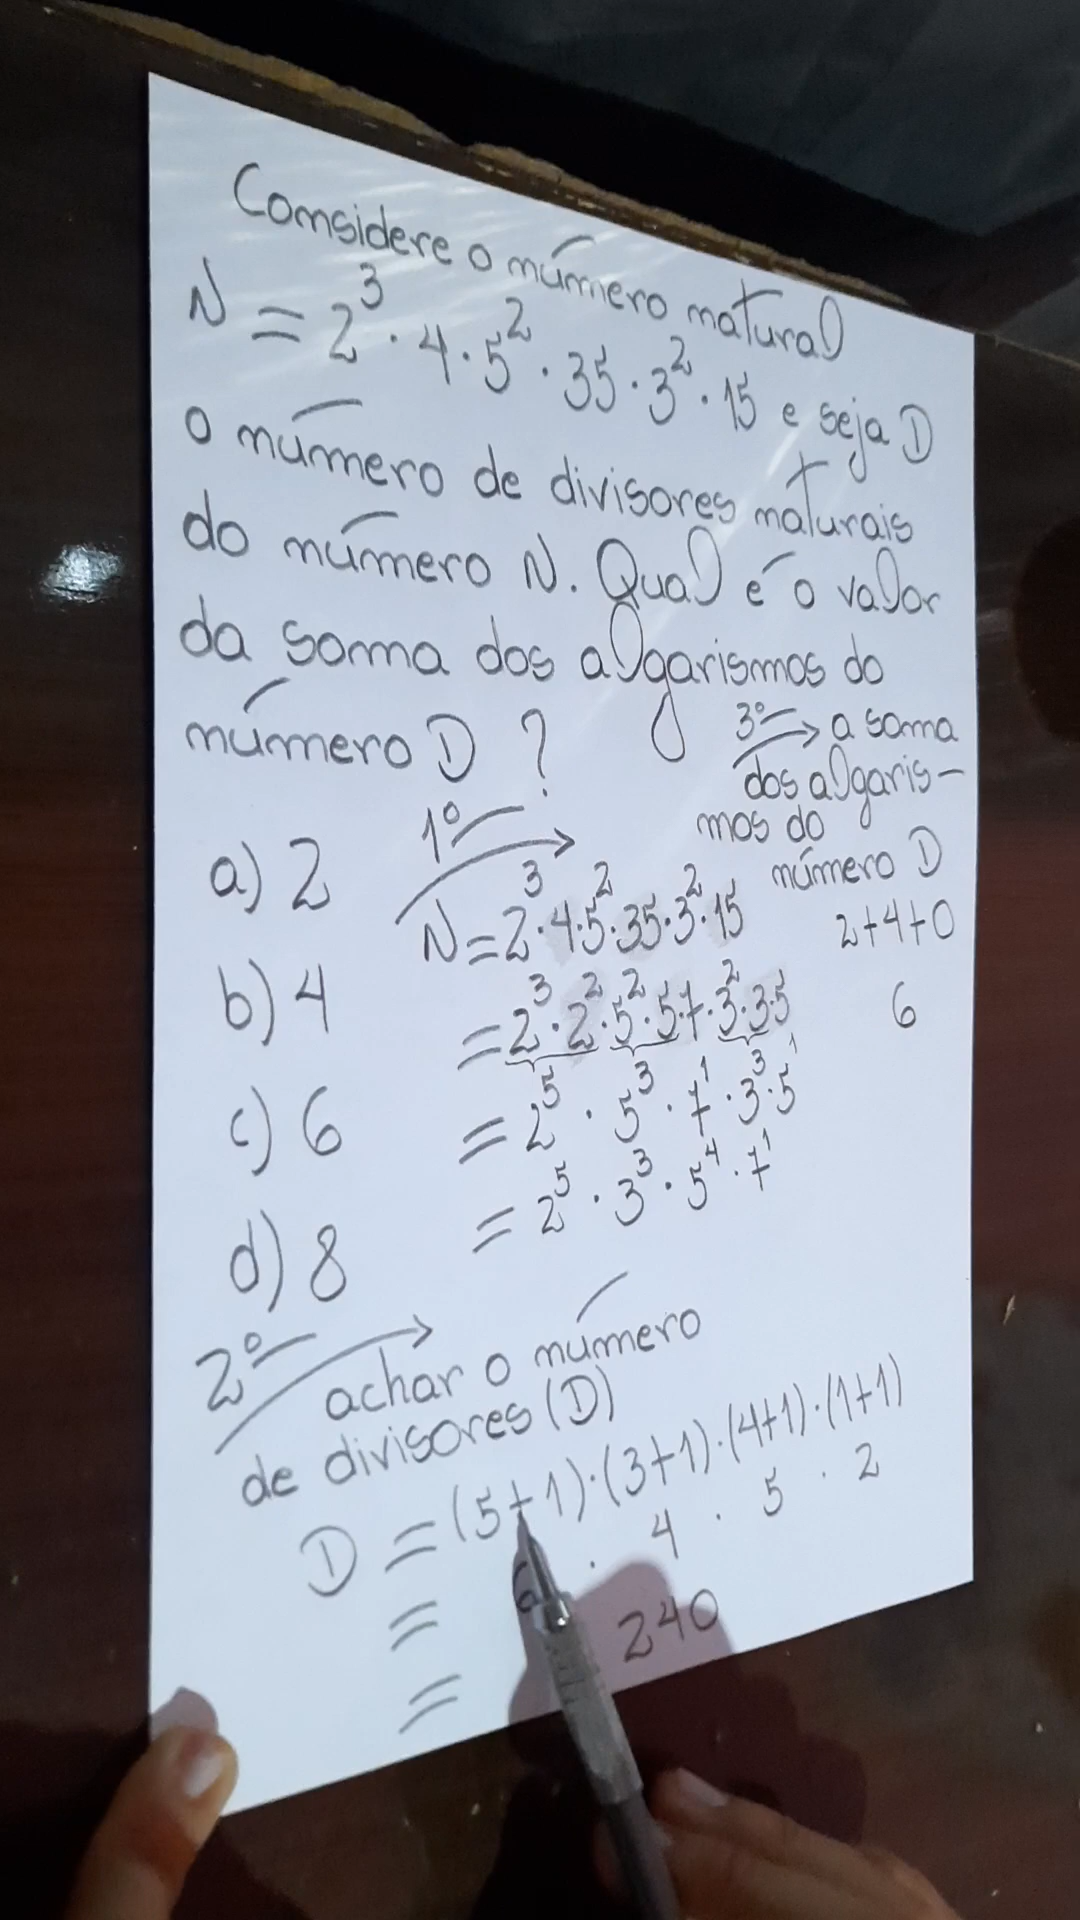 Considere o número natural
N = 2³ · 4 · 5² · 35 · 3² · 15 e seja D
o número de divisores naturais
do número N. Qual é o valor
da soma dos algarismos do
número D ?
a) 2
b) 4
c) 6
d) 8
1º
N = 2³·4·5²·35·3²·15
= 2³·2²·5²·5·7·3²·3·5
= 2⁵ · 5³ · 7¹ · 3³·5¹
= 2⁵ · 3³ · 5⁴ · 7¹
2º
achar o número
de divisores (D)
D = (5+1)·(3+1)·(4+1)·(1+1)
= 6 · 4 · 5 · 2
= 240
3º → a soma
dos algaris-
mos do
número D
2+4+0
6